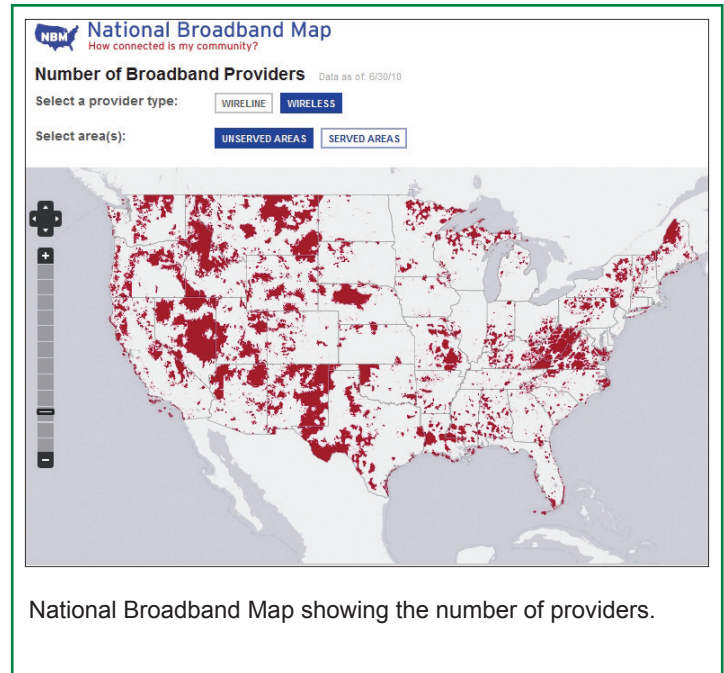 NBM National Broadband Map
How connected is my community?
Number of Broadband Providers Data as of: 6/30/10
Select a provider type: WIRELINE WIRELESS
Select area(s): UNSERVED AREAS SERVED AREAS
+
−
National Broadband Map showing the number of providers.